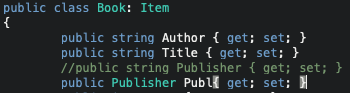 public class Book: Item
{
public string Author { get; set; }
public string Title { get; set; }
//public string Publisher { get; set; }
public Publisher Publ{ get; set; }